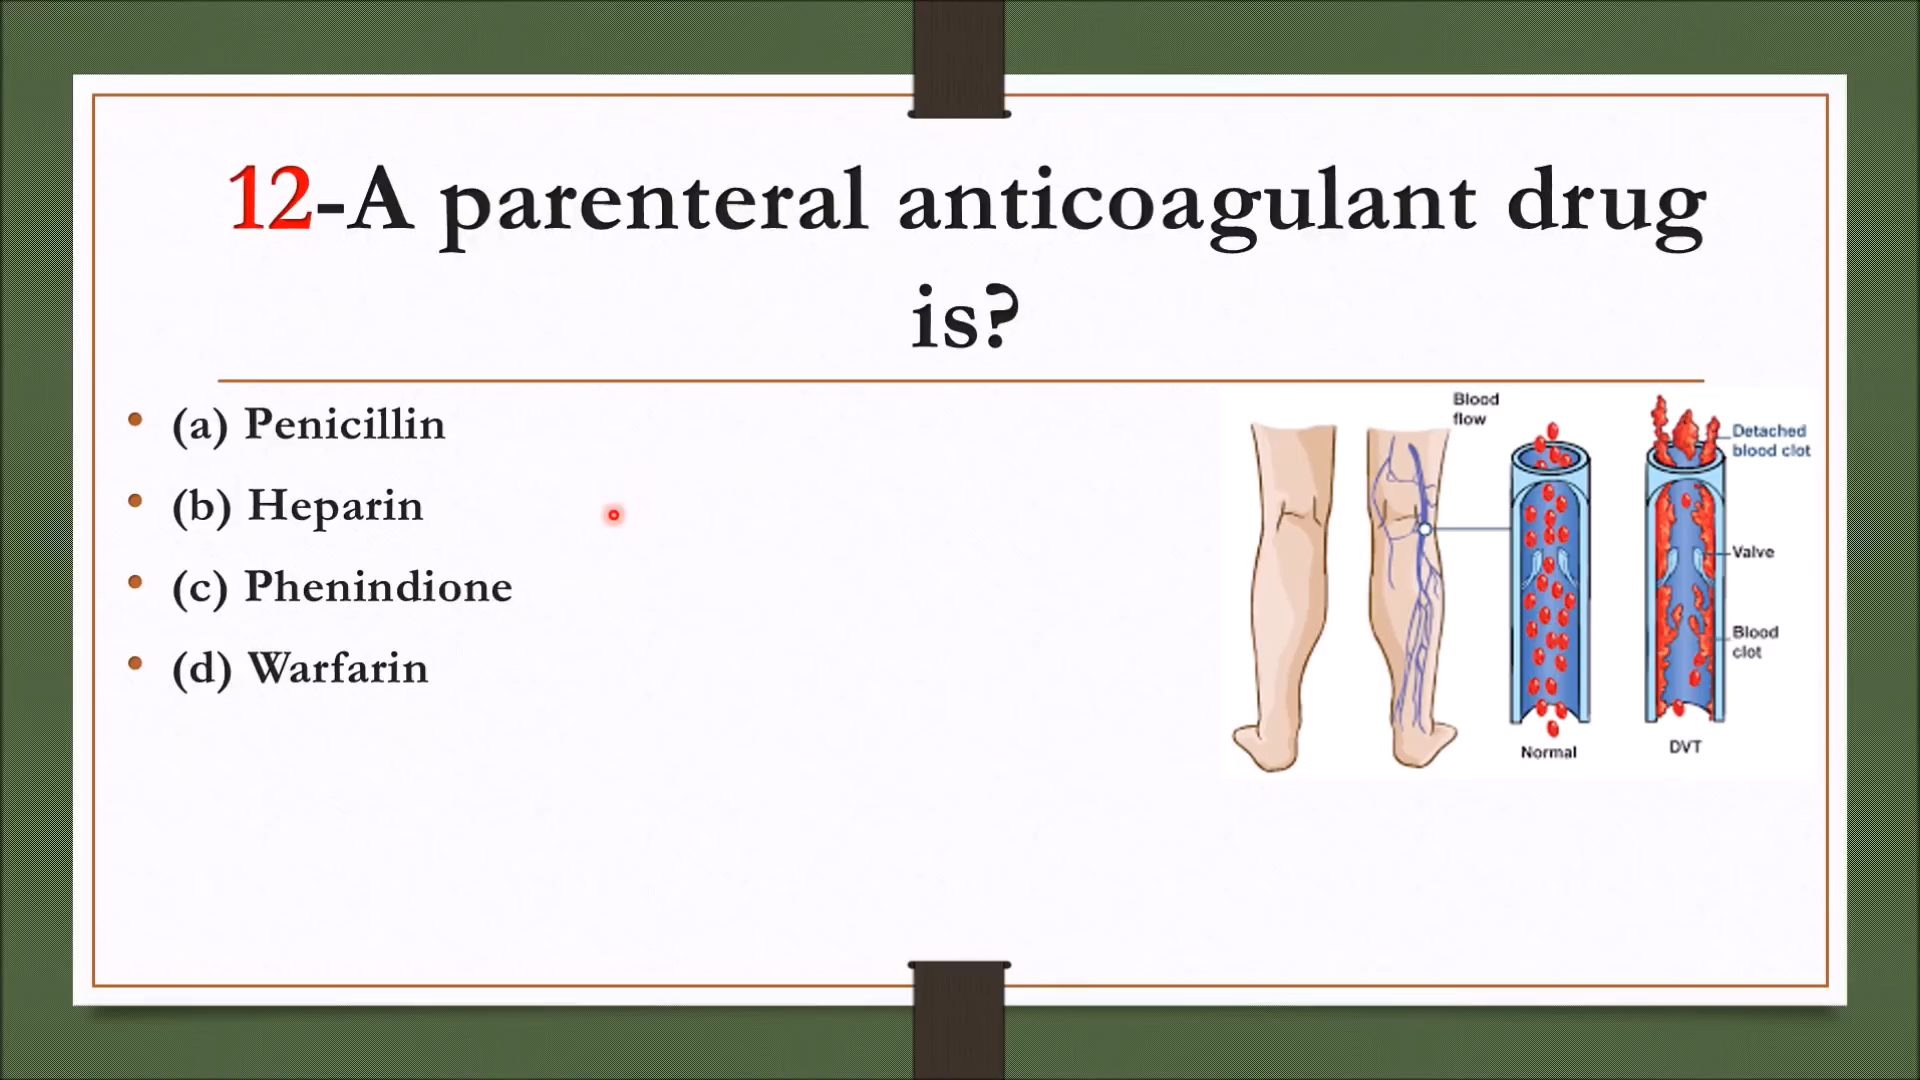 12-A parenteral anticoagulant drug
is?
• (a) Penicillin
• (b) Heparin
• (c) Phenindione
• (d) Warfarin
Blood
flow
Detached
blood clot
Valve
Blood
clot
Normal
DVT